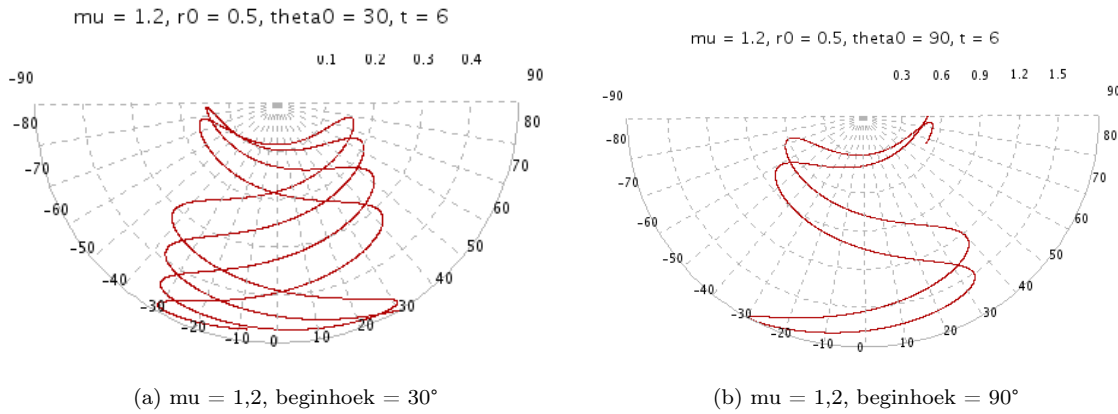 mu = 1.2, r0 = 0.5, theta0 = 30, t = 6
0.1 0.2 0.3 0.4
-90 90
-80 80
-70 70
-60 60
-50 50
-40 40
-30 30
-20 20
-10 0 10
(a) mu = 1,2, beginhoek = 30°
mu = 1.2, r0 = 0.5, theta0 = 90, t = 6
0.3 0.6 0.9 1.2 1.5
-90 90
-80 80
-70 70
-60 60
-50 50
-40 40
-30 30
-20 20
-10 0 10
(b) mu = 1,2, beginhoek = 90°